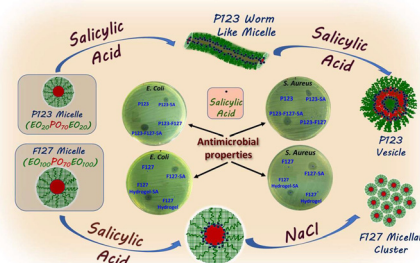 P123 Worm
Like Micelle
Salicylic
Acid
Salicylic
Acid
P123 Micelle
(EO20PO70EO20)
E. Coli
P123
P123-SA
P123-F127-SA
Salicylic
Acid
S. Aureus
P123
P123-SA
P123-F127-SA
P123-F127
P123
Vesicle
Antimicrobial
properties
F127 Micelle
(EO100PO70EO100)
E. Coli
F127
F127-SA
F127
Hydrogel-SA
F127
Hydrogel
S. Aureus
F127
F127
Hydrogel-SA
F127-SA
F127
Hydrogel
Salicylic
Acid
NaCl
F127 Micellar
Cluster